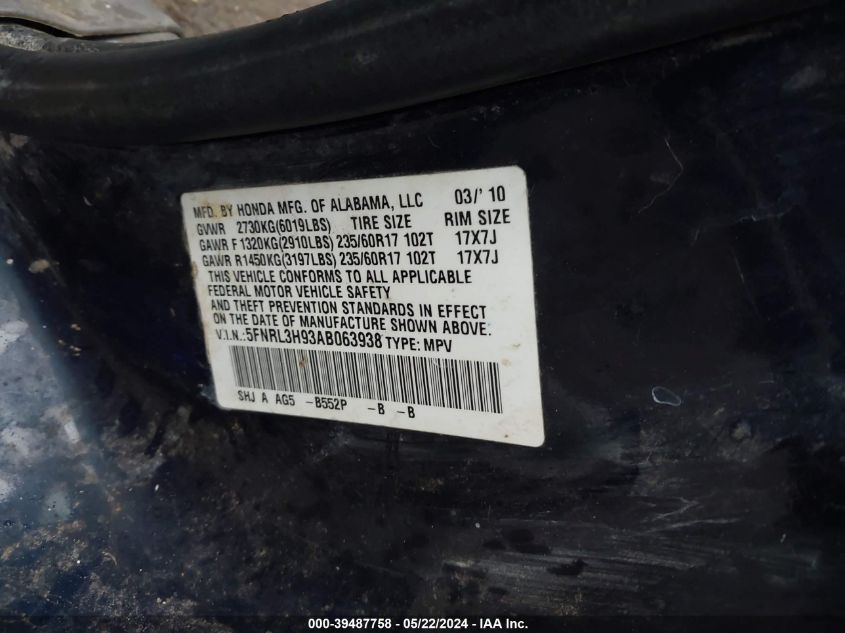 MFD. BY HONDA MFG. OF ALABAMA, LLC 03/' 10
GVWR 2730KG(6019LBS) TIRE SIZE RIM SIZE
GAWR F1320KG(2910LBS) 235/60R17 102T 17X7J
GAWR R1450KG(3197LBS) 235/60R17 102T 17X7J
THIS VEHICLE CONFORMS TO ALL APPLICABLE
FEDERAL MOTOR VEHICLE SAFETY
AND THEFT PREVENTION STANDARDS IN EFFECT
ON THE DATE OF MANUFACTURE SHOWN ABOVE.
V.I.N.:5FNRL3H93AB063938 TYPE: MPV
SHJ A AG5 -B552P -B -B
000-39487758 - 05/22/2024 - IAA Inc.